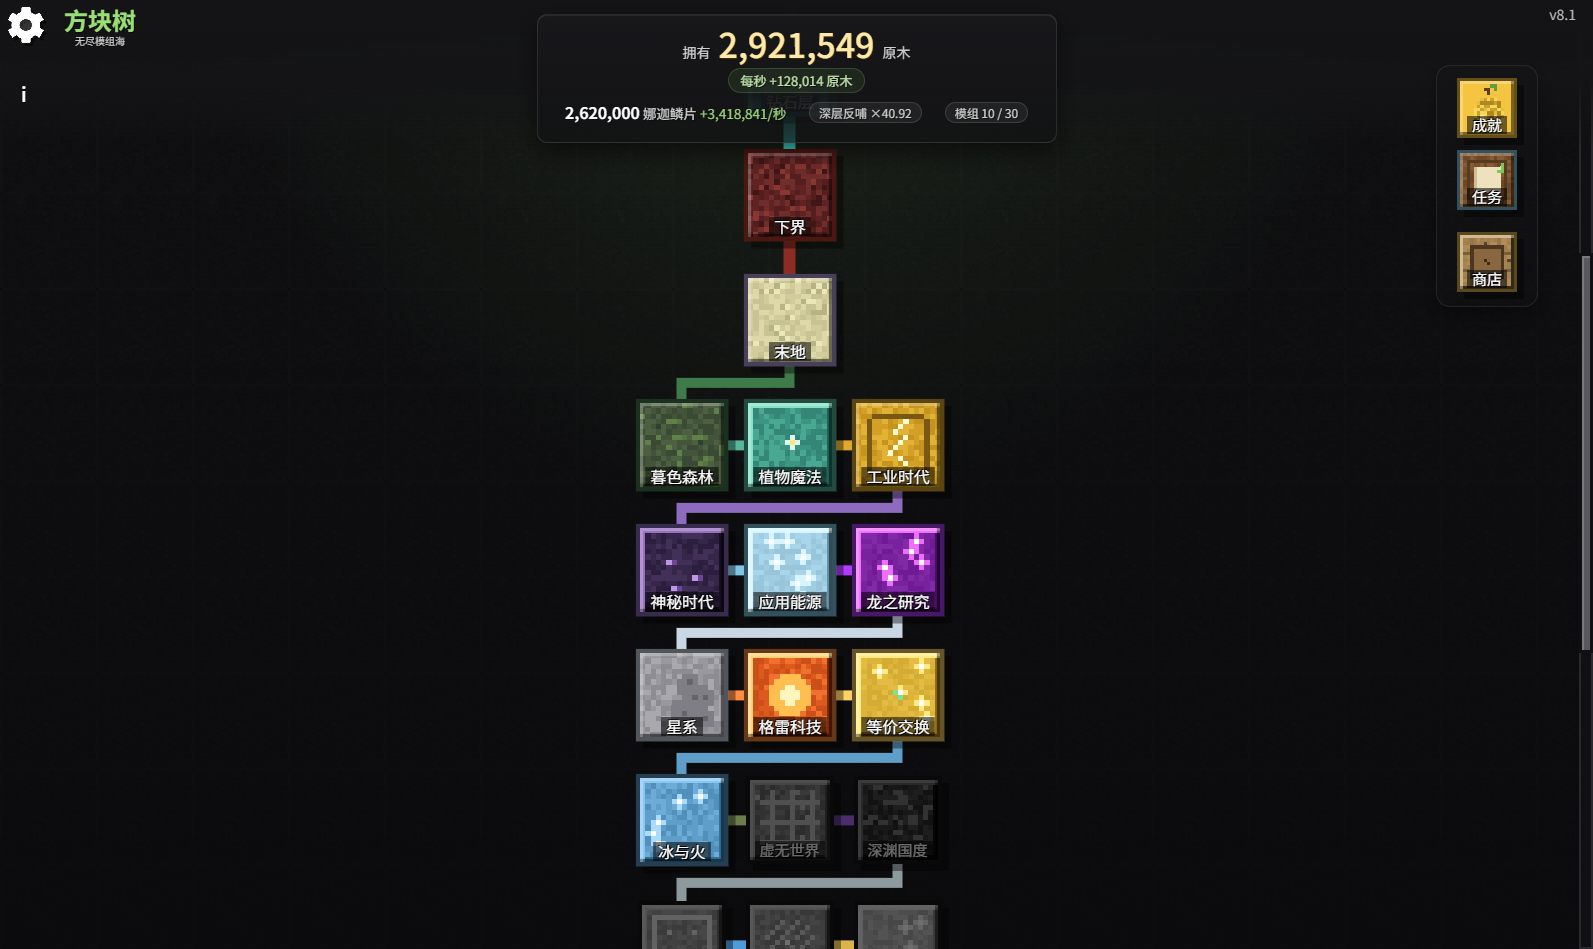 方块树
无尽模组海
i
v8.1
拥有 2,921,549 原木
每秒 +128,014 原木
钻石层
2,620,000 娜迦鳞片 +3,418,841/秒 深层反哺 ×40.92 模组 10 / 30
成就
任务
商店
下界
末地
暮色森林 植物魔法 工业时代
神秘时代 应用能源 龙之研究
星系 格雷科技 等价交换
冰与火 虚无世界 深渊国度